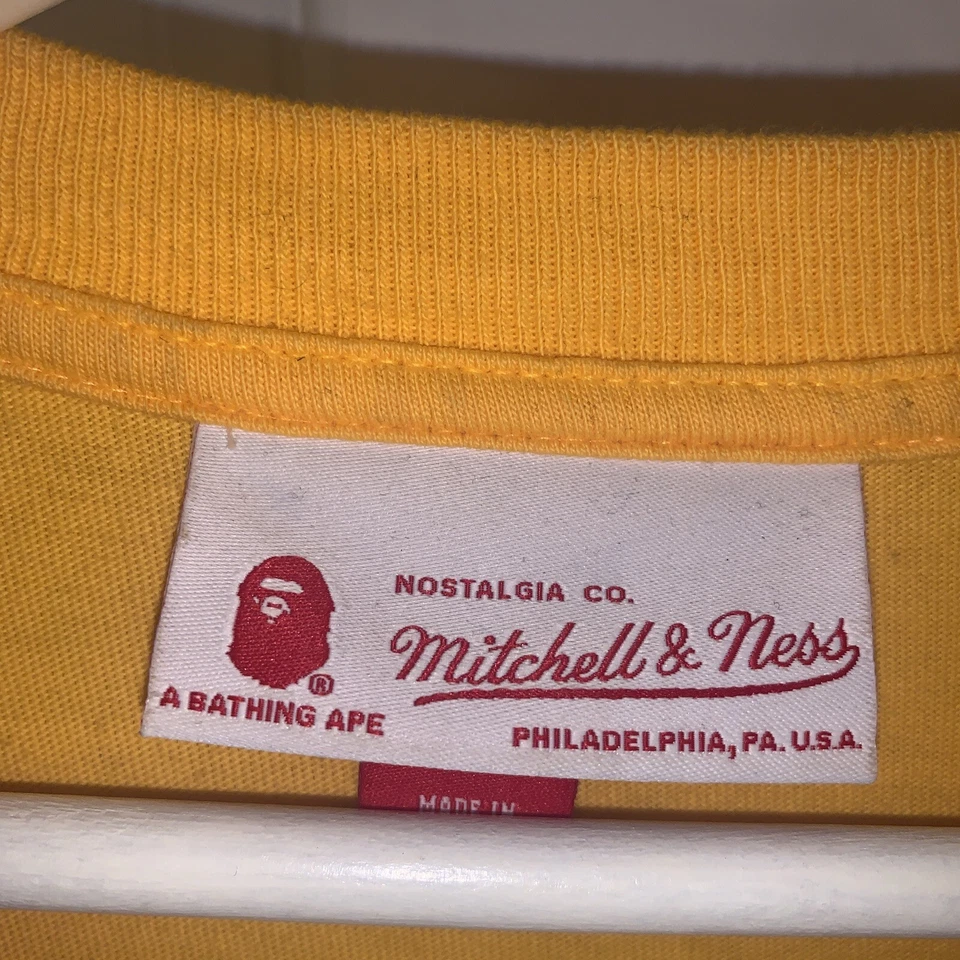 NOSTALGIA CO.
Mitchell & Ness
®
A BATHING APE
PHILADELPHIA, PA. U.S.A.
MADE IN